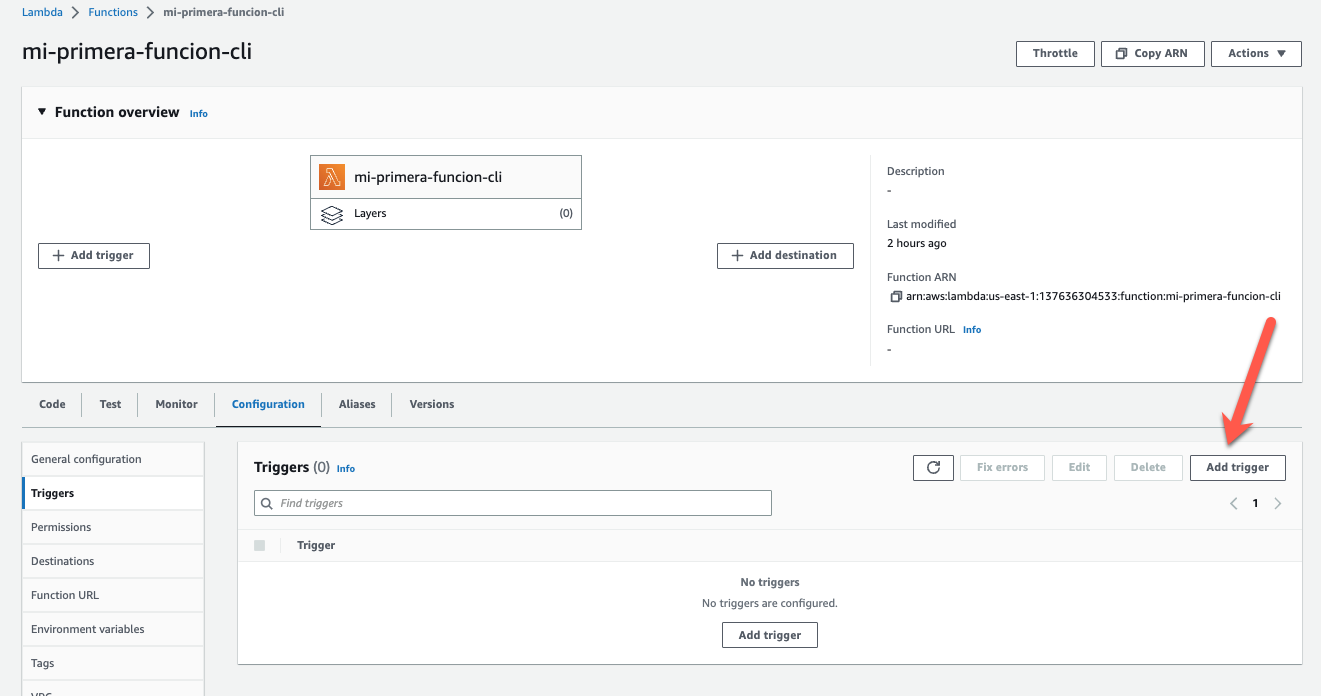 Lambda > Functions > mi-primera-funcion-cli
mi-primera-funcion-cli
Throttle
Copy ARN
Actions
Function overview Info
mi-primera-funcion-cli
Layers (0)
+ Add trigger
+ Add destination
Description
-
Last modified
2 hours ago
Function ARN
arn:aws:lambda:us-east-1:137636304533:function:mi-primera-funcion-cli
Function URL Info
-
Code
Test
Monitor
Configuration
Aliases
Versions
General configuration
Triggers
Permissions
Destinations
Function URL
Environment variables
Tags
Triggers (0) Info
Fix errors
Edit
Delete
Add trigger
Find triggers
1
Trigger
No triggers
No triggers are configured.
Add trigger